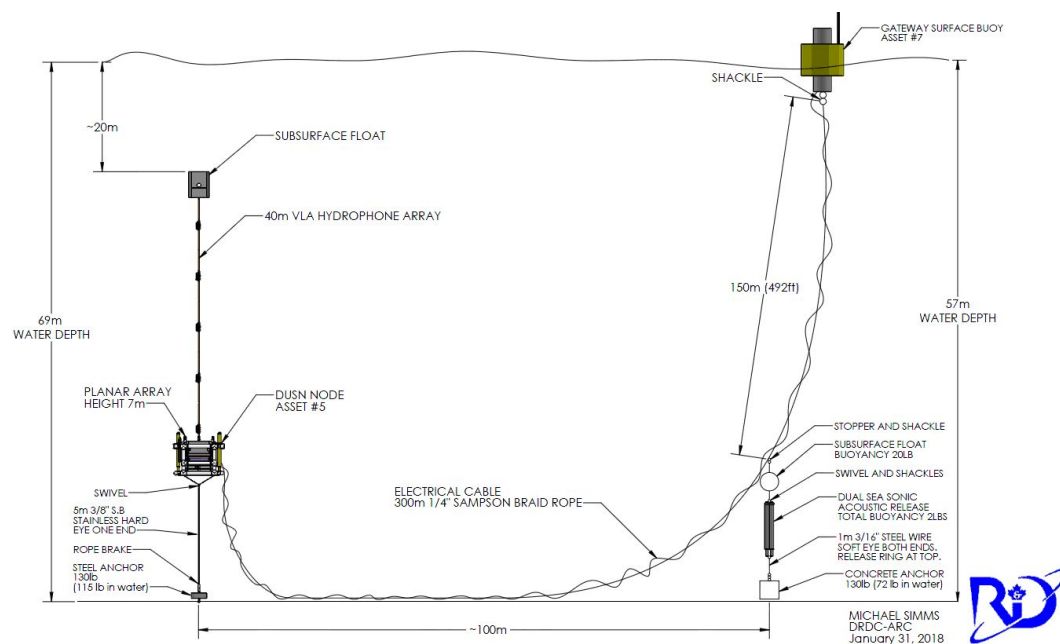 GATEWAY SURFACE BUOY
ASSET #7
SHACKLE
~20m
SUBSURFACE FLOAT
40m VLA HYDROPHONE ARRAY
150m (492ft)
69m
WATER DEPTH
57m
WATER DEPTH
PLANAR ARRAY
HEIGHT 7m
DUSN NODE
ASSET #5
STOPPER AND SHACKLE
SUBSURFACE FLOAT
BUOYANCY 20LB
SWIVEL AND SHACKLES
SWIVEL
ELECTRICAL CABLE
300m 1/4" SAMPSON BRAID ROPE
DUAL SEA SONIC
ACOUSTIC RELEASE
TOTAL BUOYANCY 2LBS
5m 3/8" S.B
STAINLESS HARD
EYE ONE END
1m 3/16" STEEL WIRE
SOFT EYE BOTH ENDS.
RELEASE RING AT TOP.
ROPE BRAKE
STEEL ANCHOR
130lb
(115 lb in water)
CONCRETE ANCHOR
130lb (72 lb in water)
~100m
MICHAEL SIMMS
DRDC-ARC
January 31, 2018
R&D